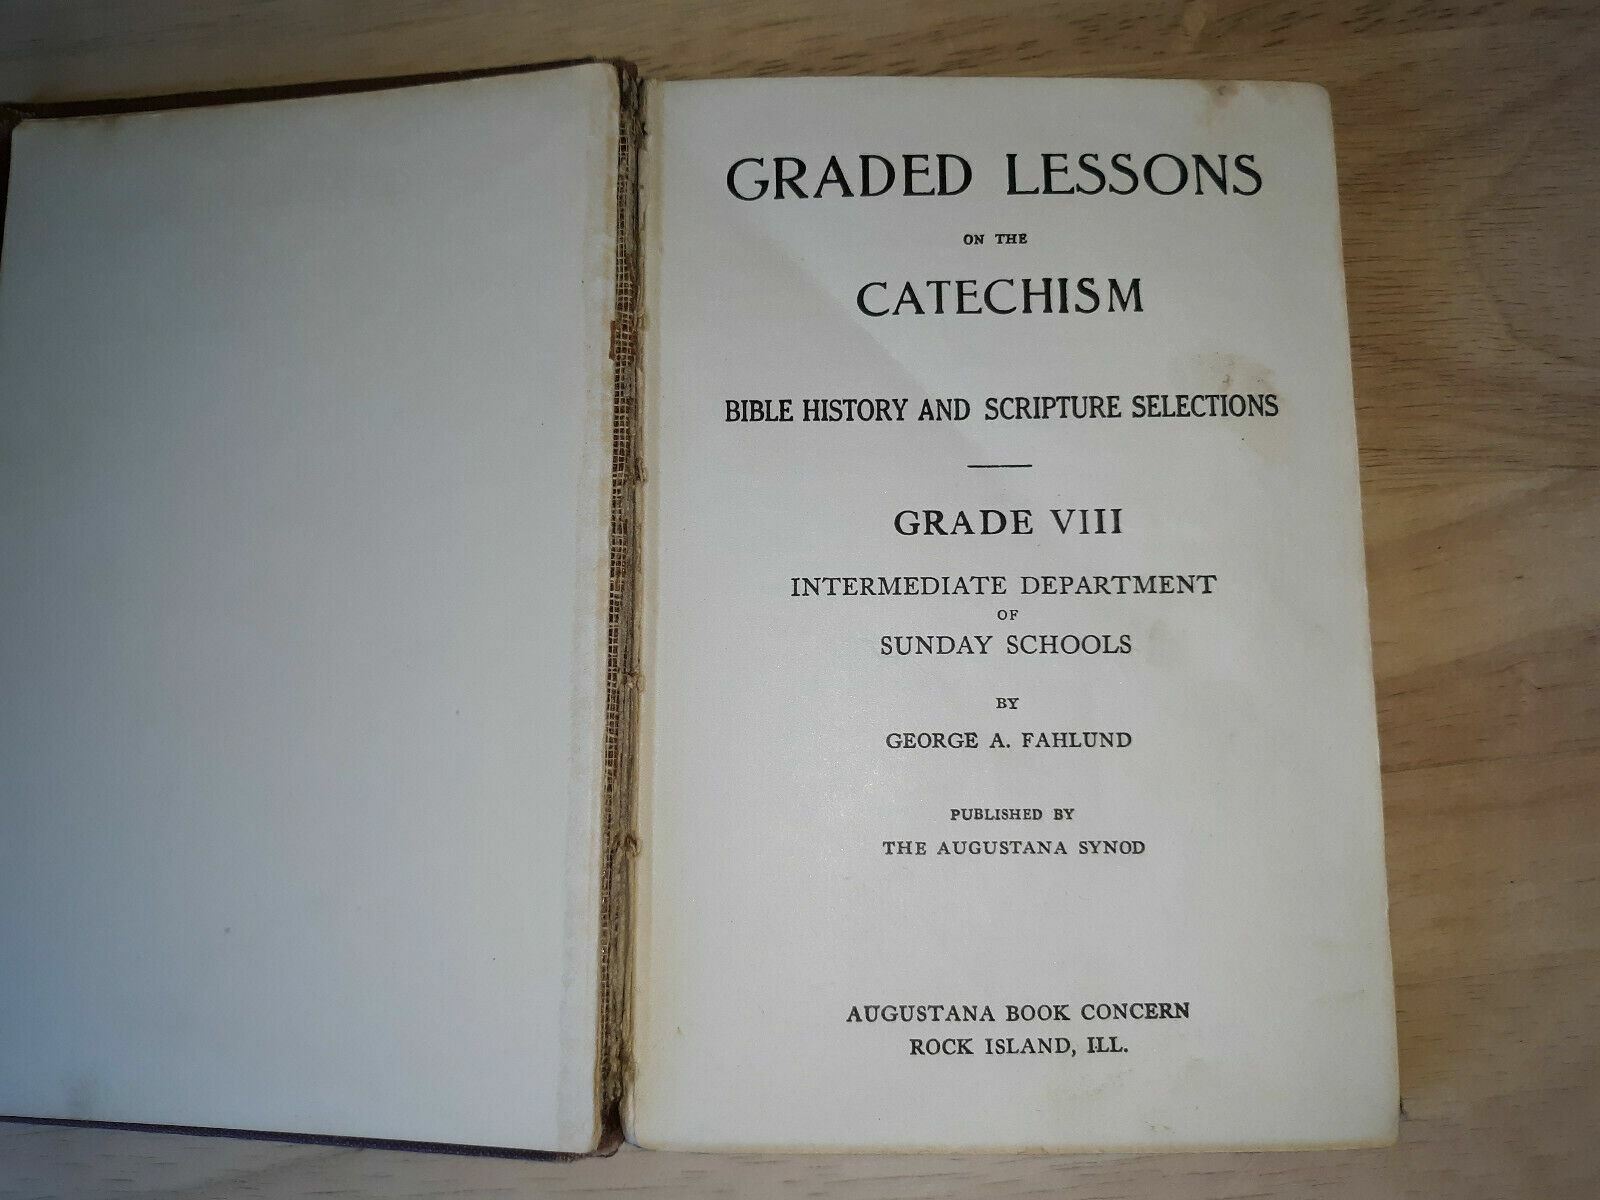 GRADED LESSONS
ON THE
CATECHISM
BIBLE HISTORY AND SCRIPTURE SELECTIONS
GRADE VIII
INTERMEDIATE DEPARTMENT
OF
SUNDAY SCHOOLS
BY
GEORGE A. FAHLUND
PUBLISHED BY
THE AUGUSTANA SYNOD
AUGUSTANA BOOK CONCERN
ROCK ISLAND, ILL.